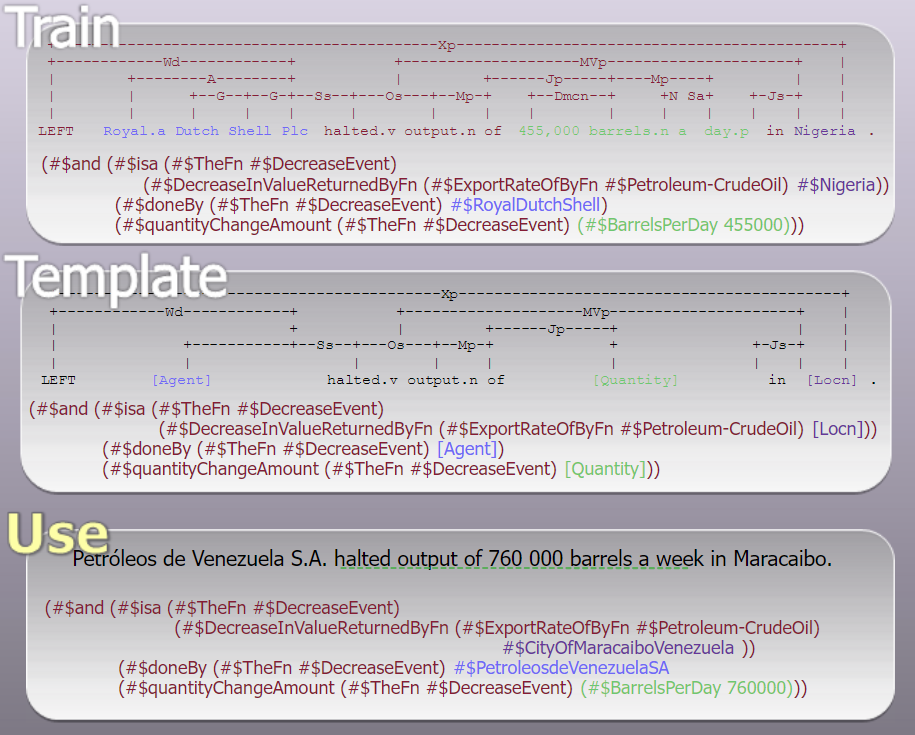 Train
+---------------------------------------------Xp---------------------------------------------+
+-------------Wd-------------+ +----------------------MVp----------------------+ |
| +--------A--------+ | +------Jp------+----Mp----+ | |
| | +--G--+--G-+---Ss---+---Os---+--Mp--+ +--Dmcn--+ +N Sa+ +-Js-+ |
| | | | | | | | | | | | | | |
LEFT Royal.a Dutch Shell Plc halted.v output.n of 455,000 barrels.n a day.p in Nigeria .
(#$and (#$isa (#$TheFn #$DecreaseEvent)
(#$DecreaseInValueReturnedByFn (#$ExportRateOfByFn #$Petroleum-CrudeOil) #$Nigeria))
(#$doneBy (#$TheFn #$DecreaseEvent) #$RoyalDutchShell)
(#$quantityChangeAmount (#$TheFn #$DecreaseEvent) (#$BarrelsPerDay 455000)))
Template
---------------------------Xp---------------------------------------------+
+-------------Wd-------------+ +----------------------MVp----------------------+ |
| + | +------Jp-----+ | |
| +------------+--Ss--+---Os---+--Mp--+ + +-Js-+ |
| | | | | | | | |
LEFT [Agent] halted.v output.n of [Quantity] in [Locn] .
(#$and (#$isa (#$TheFn #$DecreaseEvent)
(#$DecreaseInValueReturnedByFn (#$ExportRateOfByFn #$Petroleum-CrudeOil) [Locn]))
(#$doneBy (#$TheFn #$DecreaseEvent) [Agent])
(#$quantityChangeAmount (#$TheFn #$DecreaseEvent) [Quantity]))
Use
Petróleos de Venezuela S.A. halted output of 760 000 barrels a week in Maracaibo.
(#$and (#$isa (#$TheFn #$DecreaseEvent)
(#$DecreaseInValueReturnedByFn (#$ExportRateOfByFn #$Petroleum-CrudeOil)
#$CityOfMaracaiboVenezuela ))
(#$doneBy (#$TheFn #$DecreaseEvent) #$PetroleosdeVenezuelaSA
(#$quantityChangeAmount (#$TheFn #$DecreaseEvent) (#$BarrelsPerDay 760000)))